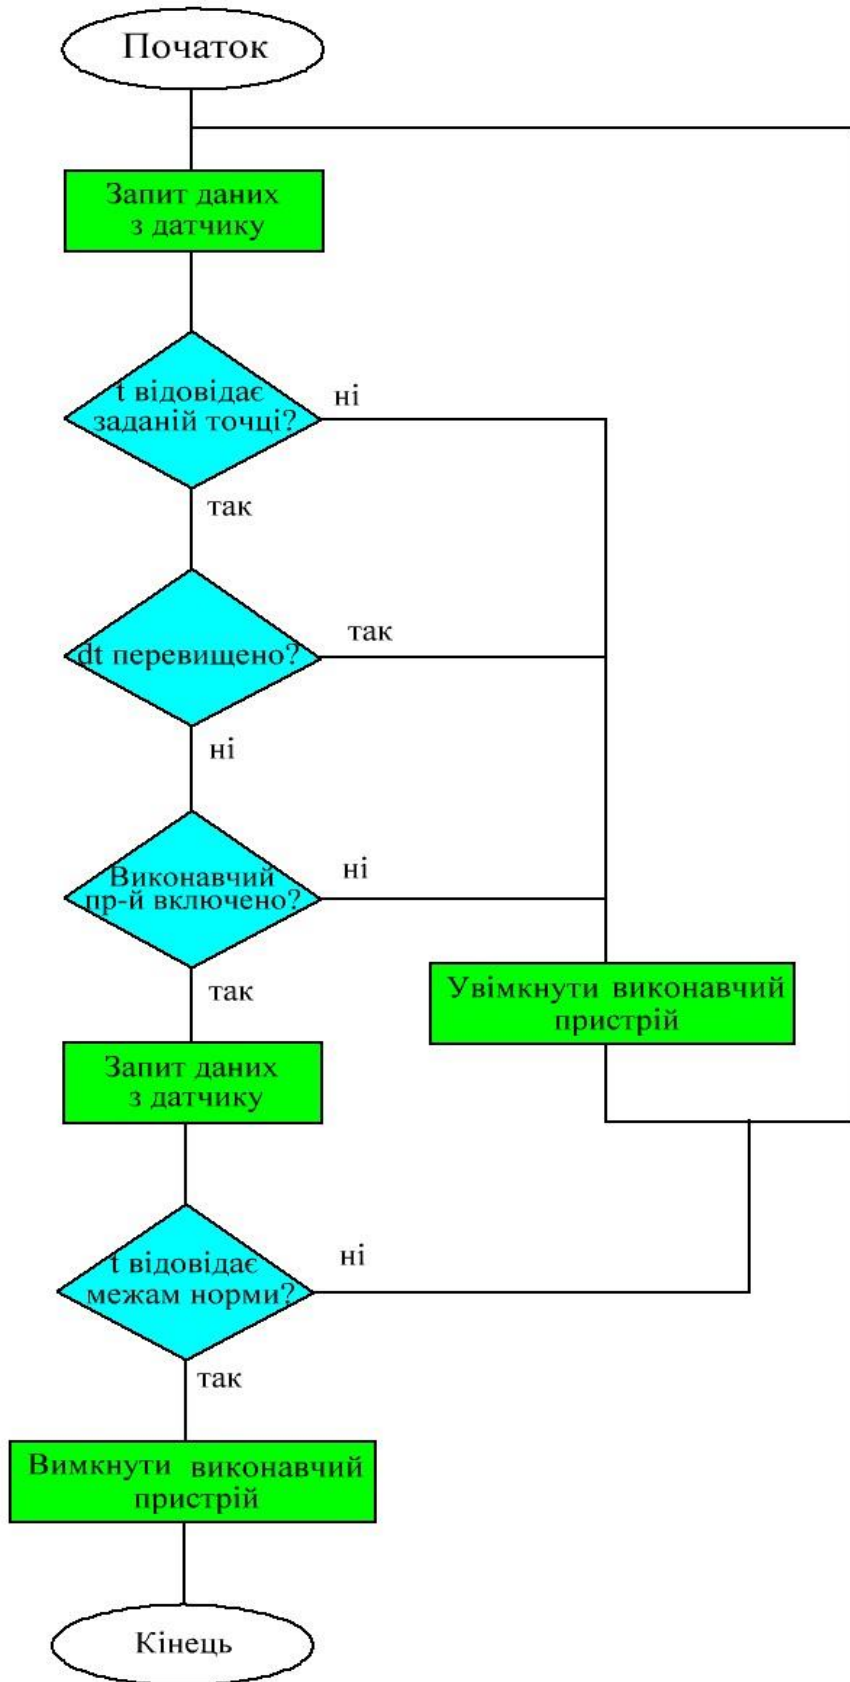 Початок
Запит даних
з датчику
t відовідає
заданій точці?
ні
так
dt перевищено?
так
ні
Виконавчий
пр-й включено?
ні
так
Увімкнути виконавчий
пристрій
Запит даних
з датчику
t відовідає
межам норми?
ні
так
Вимкнути виконавчий
пристрій
Кінець